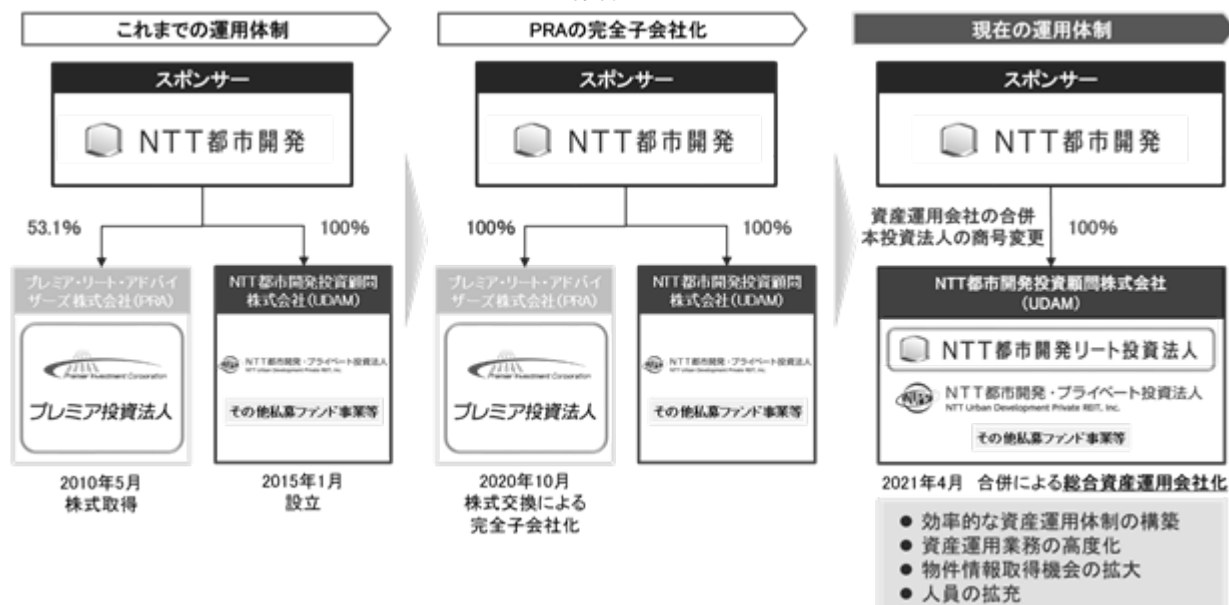 これまでの運用体制
PRAの完全子会社化
現在の運用体制
スポンサー
NTT都市開発
スポンサー
NTT都市開発
スポンサー
NTT都市開発
53.1%
100%
100%
100%
資産運用会社の合併
本投資法人の商号変更
100%
プレミア・リート・アドバイ
ザーズ株式会社(PRA)
Premier Investment Corporation
プレミア投資法人
NTT都市開発投資顧問
株式会社(UDAM)
NTT都市開発・プライベート投資法人
NTT Urban Development Private REIT, Inc.
その他私募ファンド事業等
プレミア・リート・アドバイ
ザーズ株式会社(PRA)
Premier Investment Corporation
プレミア投資法人
NTT都市開発投資顧問
株式会社(UDAM)
NTT都市開発・プライベート投資法人
NTT Urban Development Private REIT, Inc.
その他私募ファンド事業等
NTT都市開発投資顧問株式会社
(UDAM)
NTT都市開発リート投資法人
NTT都市開発・プライベート投資法人
NTT Urban Development Private REIT, Inc.
その他私募ファンド事業等
2010年5月
株式取得
2015年1月
設立
2020年10月
株式交換による
完全子会社化
2021年4月 合併による総合資産運用会社化
● 効率的な資産運用体制の構築
● 資産運用業務の高度化
● 物件情報取得機会の拡大
● 人員の拡充